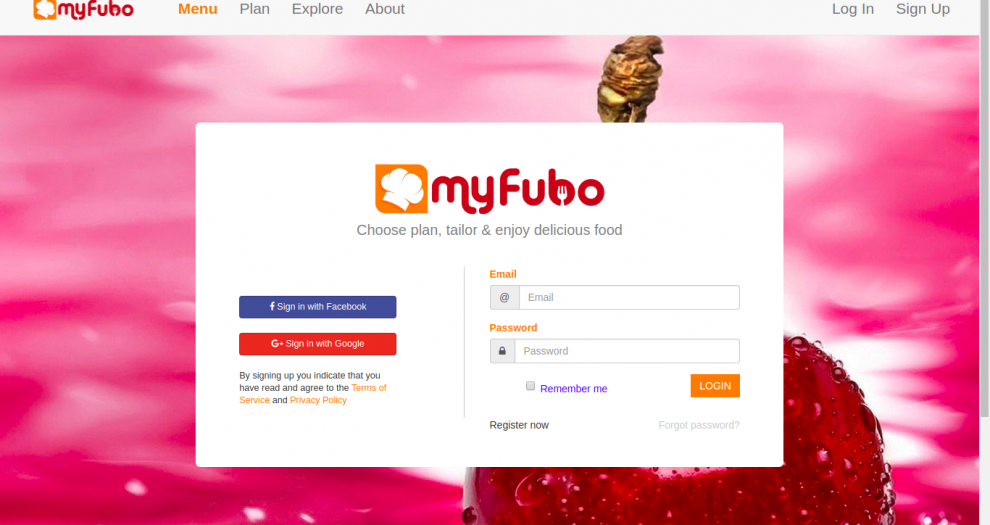 myfubo
Menu Plan Explore About Log In Sign Up
myfubo
Choose plan, tailor & enjoy delicious food
f Sign in with Facebook
G+ Sign in with Google
By signing up you indicate that you
have read and agree to the Terms of
Service and Privacy Policy
Email
@ Email
Password
Password
Remember me
LOGIN
Register now
Forgot password?